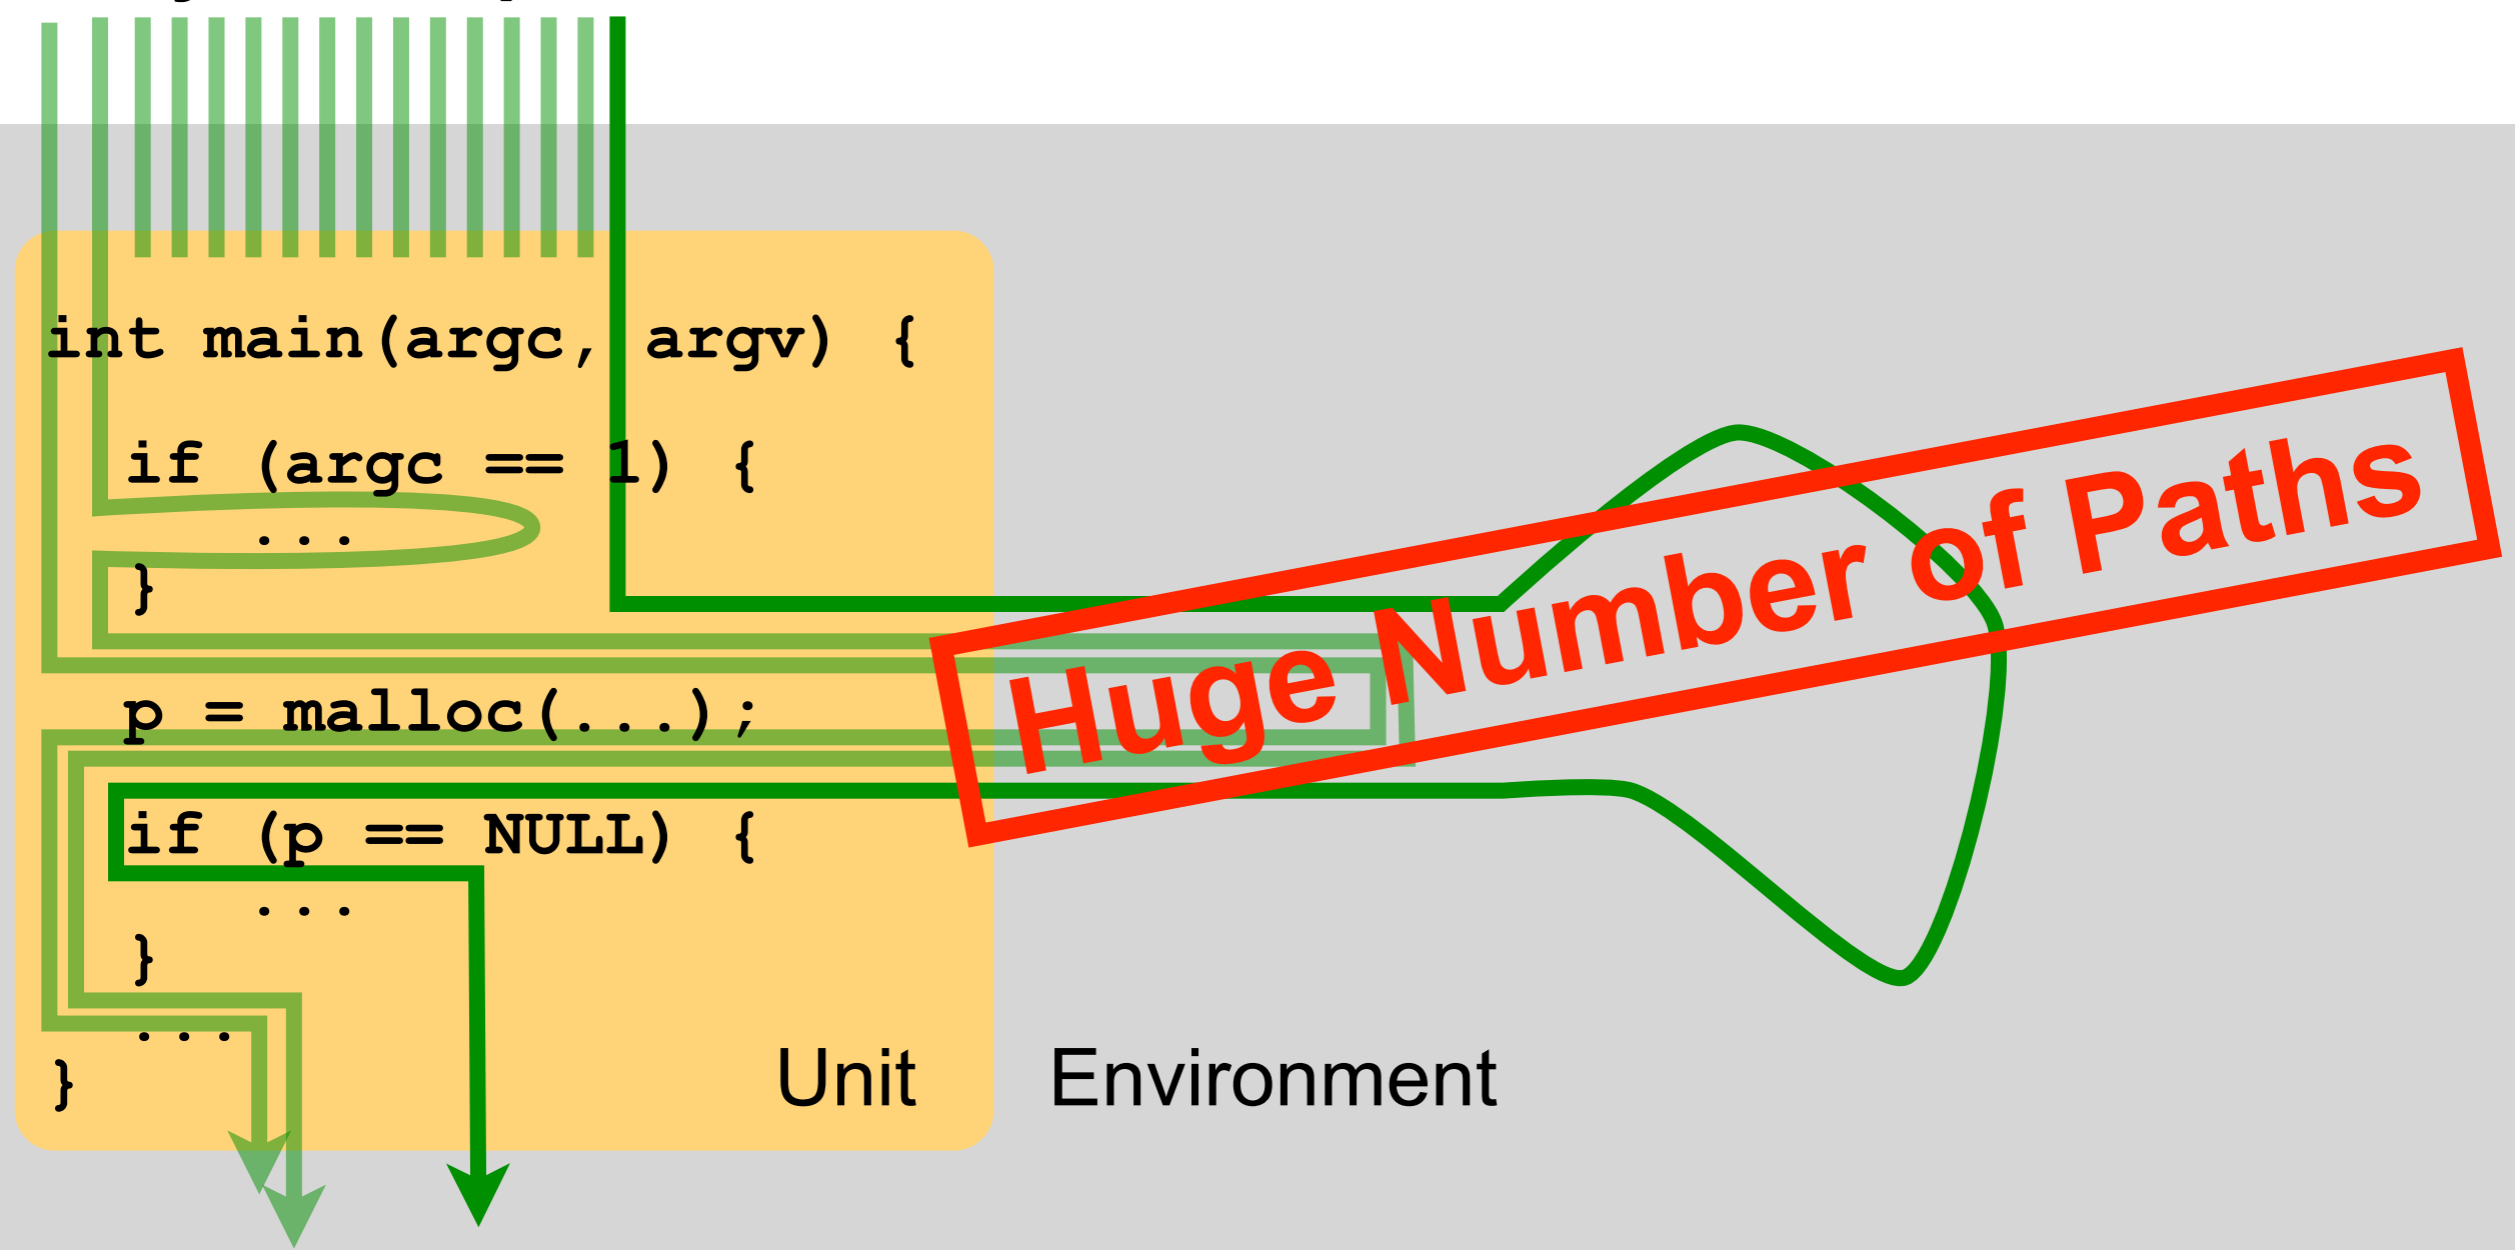 int main(argc, argv) {
if (argc == 1) {
...
}
p = malloc(...);
if (p == NULL) {
...
}
...
}
Unit
Environment
Huge Number of Paths